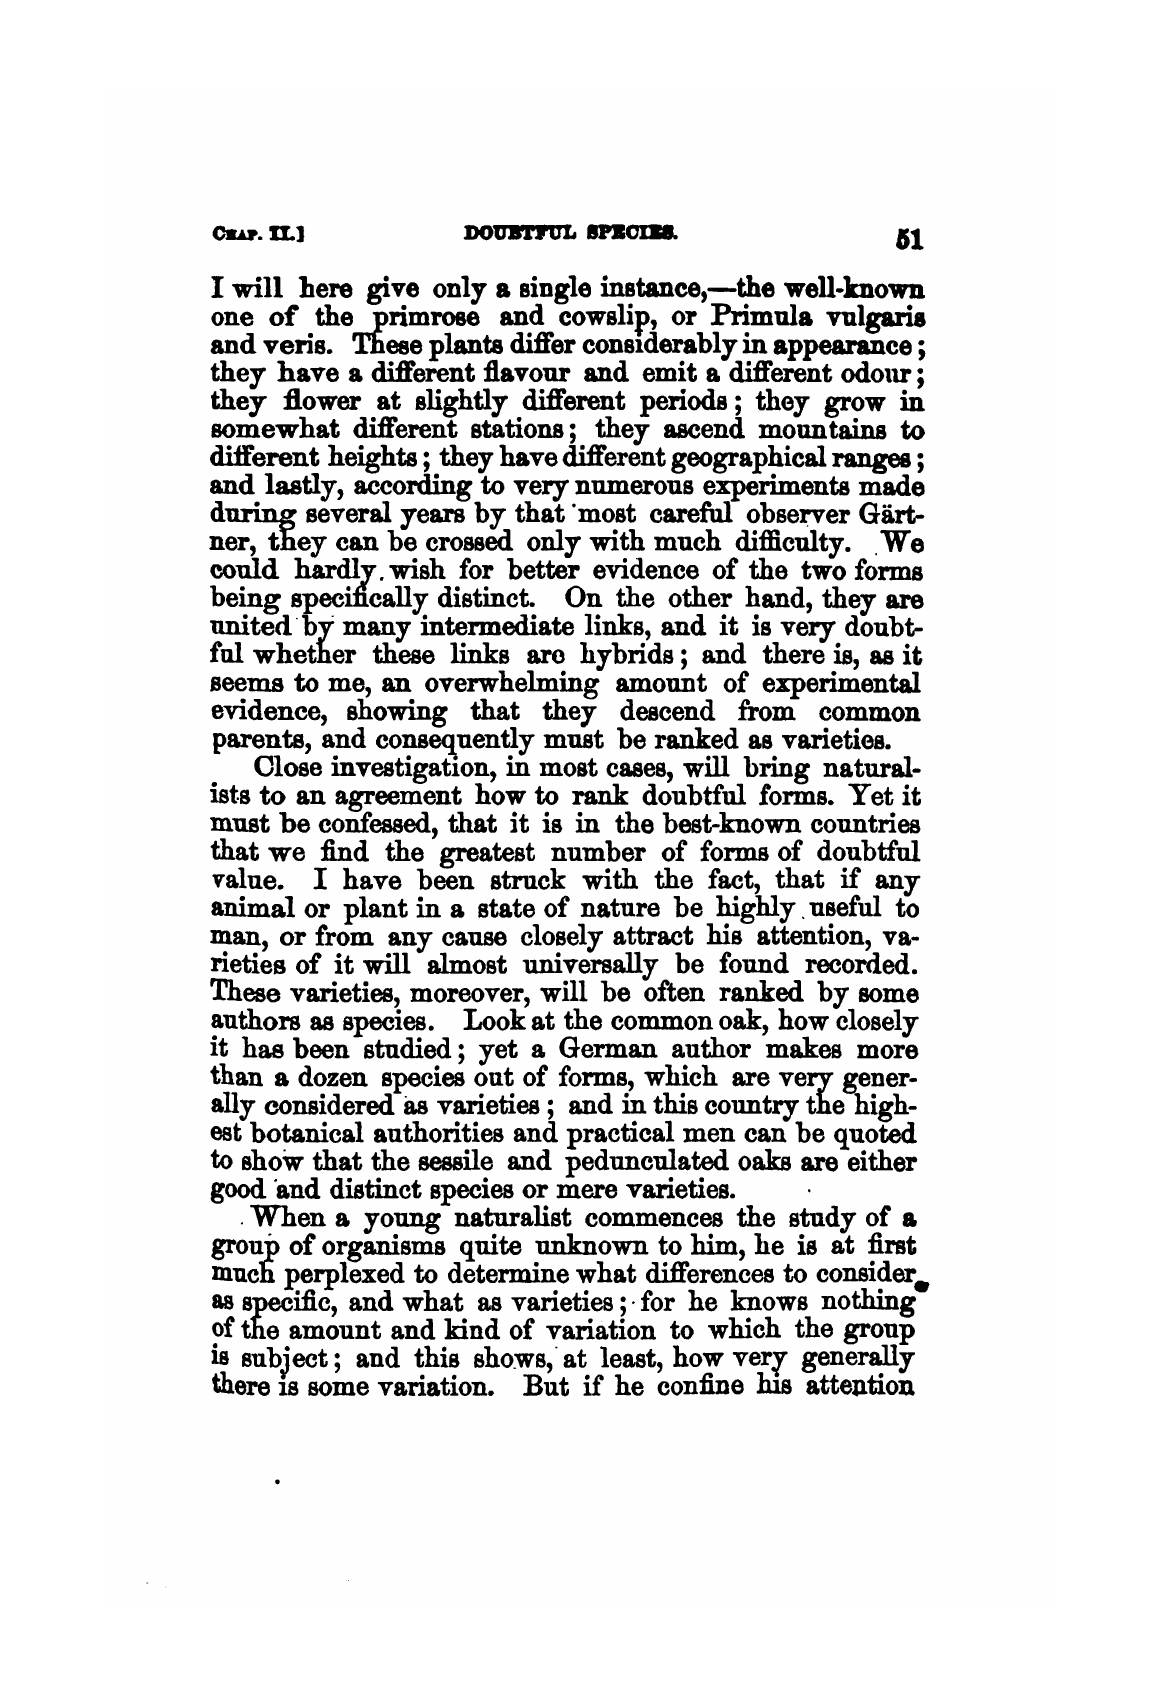 CHAP. II.] DOUBTFUL SPECIES. 51
I will here give only a single instance,—the well-known
one of the primrose and cowslip, or Primula vulgaris
and veris. These plants differ considerably in appearance;
they have a different flavour and emit a different odour;
they flower at slightly different periods; they grow in
somewhat different stations; they ascend mountains to
different heights; they have different geographical ranges;
and lastly, according to very numerous experiments made
during several years by that most careful observer Gärt-
ner, they can be crossed only with much difficulty. We
could hardly wish for better evidence of the two forms
being specifically distinct. On the other hand, they are
united by many intermediate links, and it is very doubt-
ful whether these links are hybrids; and there is, as it
seems to me, an overwhelming amount of experimental
evidence, showing that they descend from common
parents, and consequently must be ranked as varieties.
Close investigation, in most cases, will bring natural-
ists to an agreement how to rank doubtful forms. Yet it
must be confessed, that it is in the best-known countries
that we find the greatest number of forms of doubtful
value. I have been struck with the fact, that if any
animal or plant in a state of nature be highly useful to
man, or from any cause closely attract his attention, va-
rieties of it will almost universally be found recorded.
These varieties, moreover, will be often ranked by some
authors as species. Look at the common oak, how closely
it has been studied; yet a German author makes more
than a dozen species out of forms, which are very gener-
ally considered as varieties; and in this country the high-
est botanical authorities and practical men can be quoted
to show that the sessile and pedunculated oaks are either
good and distinct species or mere varieties.
When a young naturalist commences the study of a
group of organisms quite unknown to him, he is at first
much perplexed to determine what differences to consider
as specific, and what as varieties; for he knows nothing
of the amount and kind of variation to which the group
is subject; and this shows, at least, how very generally
there is some variation. But if he confine his attention